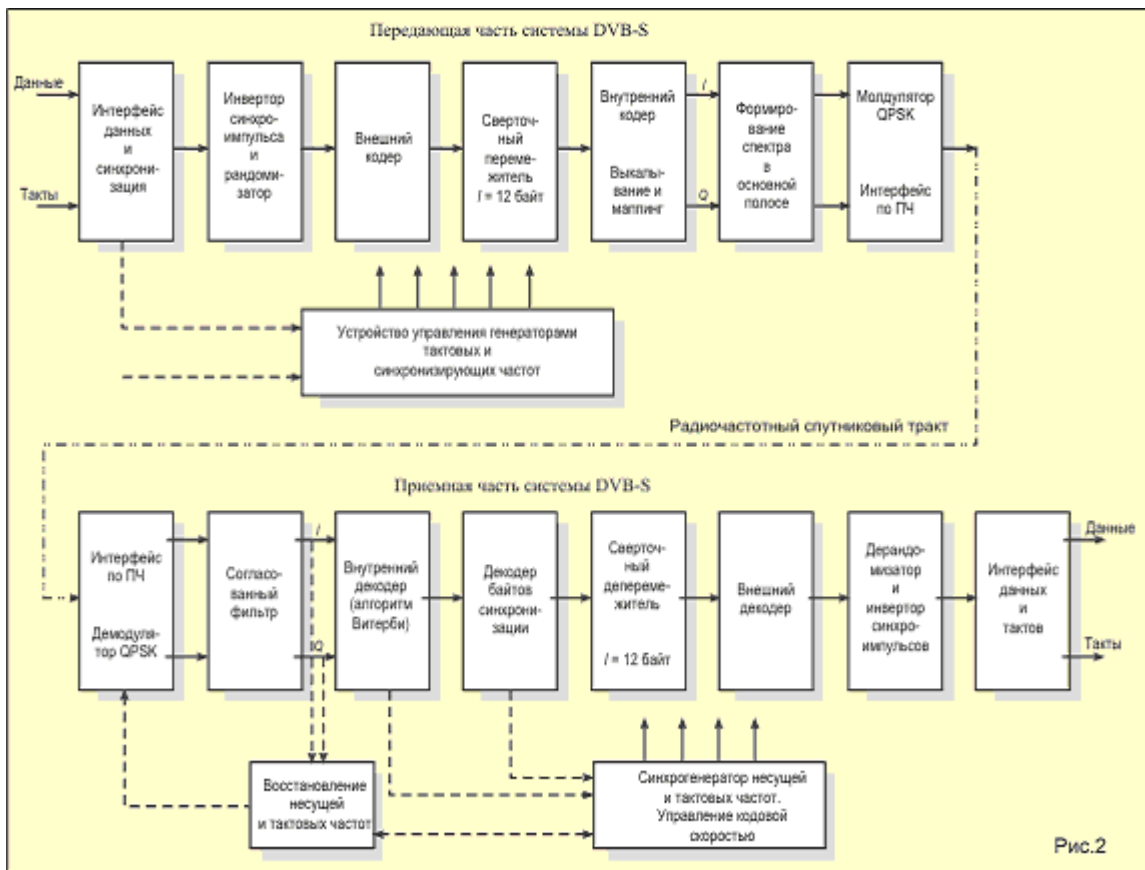 Передающая часть системы DVB-S
Данные
Такты
Интерфейс
данных
и
синхрони-
зация
Инвертор
синхро-
импульса
и
рандоми-
затор
Внешний
кодер
Сверточ-
ный
переме-
житель
I = 12 байт
Внутренний
кодер
Выкалы-
вание и
маппинг
I
Q
Формиро-
вание
спектра
в
основной
полосе
Молдулятор
QPSK
Интерфейс
по ПЧ
Устройство управления генераторами
тактовых и
синхронизирующих частот
Радиочастотный спутниковый тракт
Приемная часть системы DVB-S
Интерфейс
по ПЧ
Демодуля-
тор QPSK
Согласо-
ванный
фильтр
I
Q
Внутренний
декодер
(алгоритм
Витерби)
Декодер
байтов
синхрони-
зации
Сверточ-
ный
деперемe-
житель
I = 12 байт
Внешний
декодер
Дерандо-
мизатор
и
инвертор
синхро-
импульсов
Интерфейс
данных
и
тактов
Данные
Такты
Восстановление
несущей
и тактовых частот
Синхрогенератор несущей
и тактовых частот.
Управление кодовой
скоростью
Рис.2